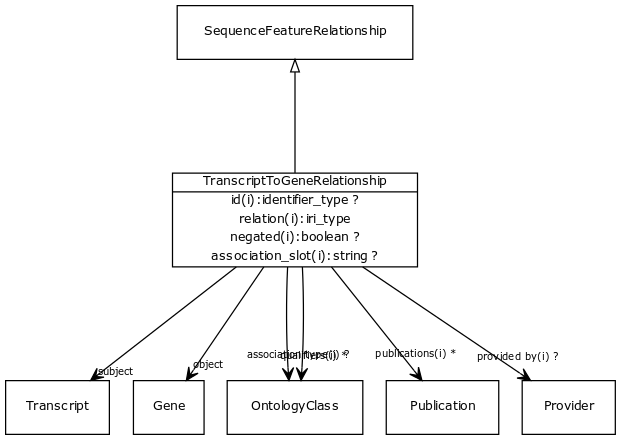 SequenceFeatureRelationship
TranscriptToGeneRelationship
id(i):identifier_type ?
relation(i):iri_type
negated(i):boolean ?
association_slot(i):string ?
subject
object
association type(i) ?
qualifiers(i) *
publications(i) *
provided by(i) ?
Transcript
Gene
OntologyClass
Publication
Provider